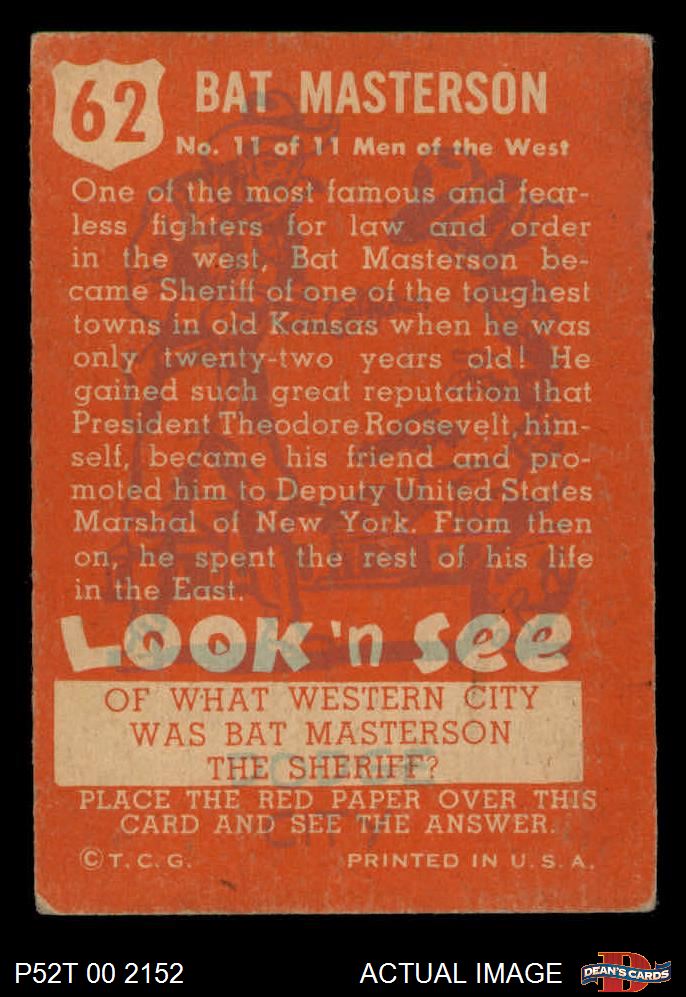 62
BAT MASTERSON
No. 11 of 11 Men of the West
One of the most famous and fear-
less fighters for law and order
in the west, Bat Masterson be-
came Sheriff of one of the toughest
towns in old Kansas when he was
only twenty-two years old! He
gained such great reputation that
President Theodore Roosevelt, him-
self, became his friend and pro-
moted him to Deputy United States
Marshal of New York. From then
on, he spent the rest of his life
in the East.
LOOK 'n SEE
OF WHAT WESTERN CITY
WAS BAT MASTERSON
THE SHERIFF?
DODGE
PLACE THE RED PAPER OVER THIS
CARD AND SEE THE ANSWER.
CITY
© T. C. G.
PRINTED IN U. S. A.
P52T 00 2152
ACTUAL IMAGE
D
DEAN'S CARDS